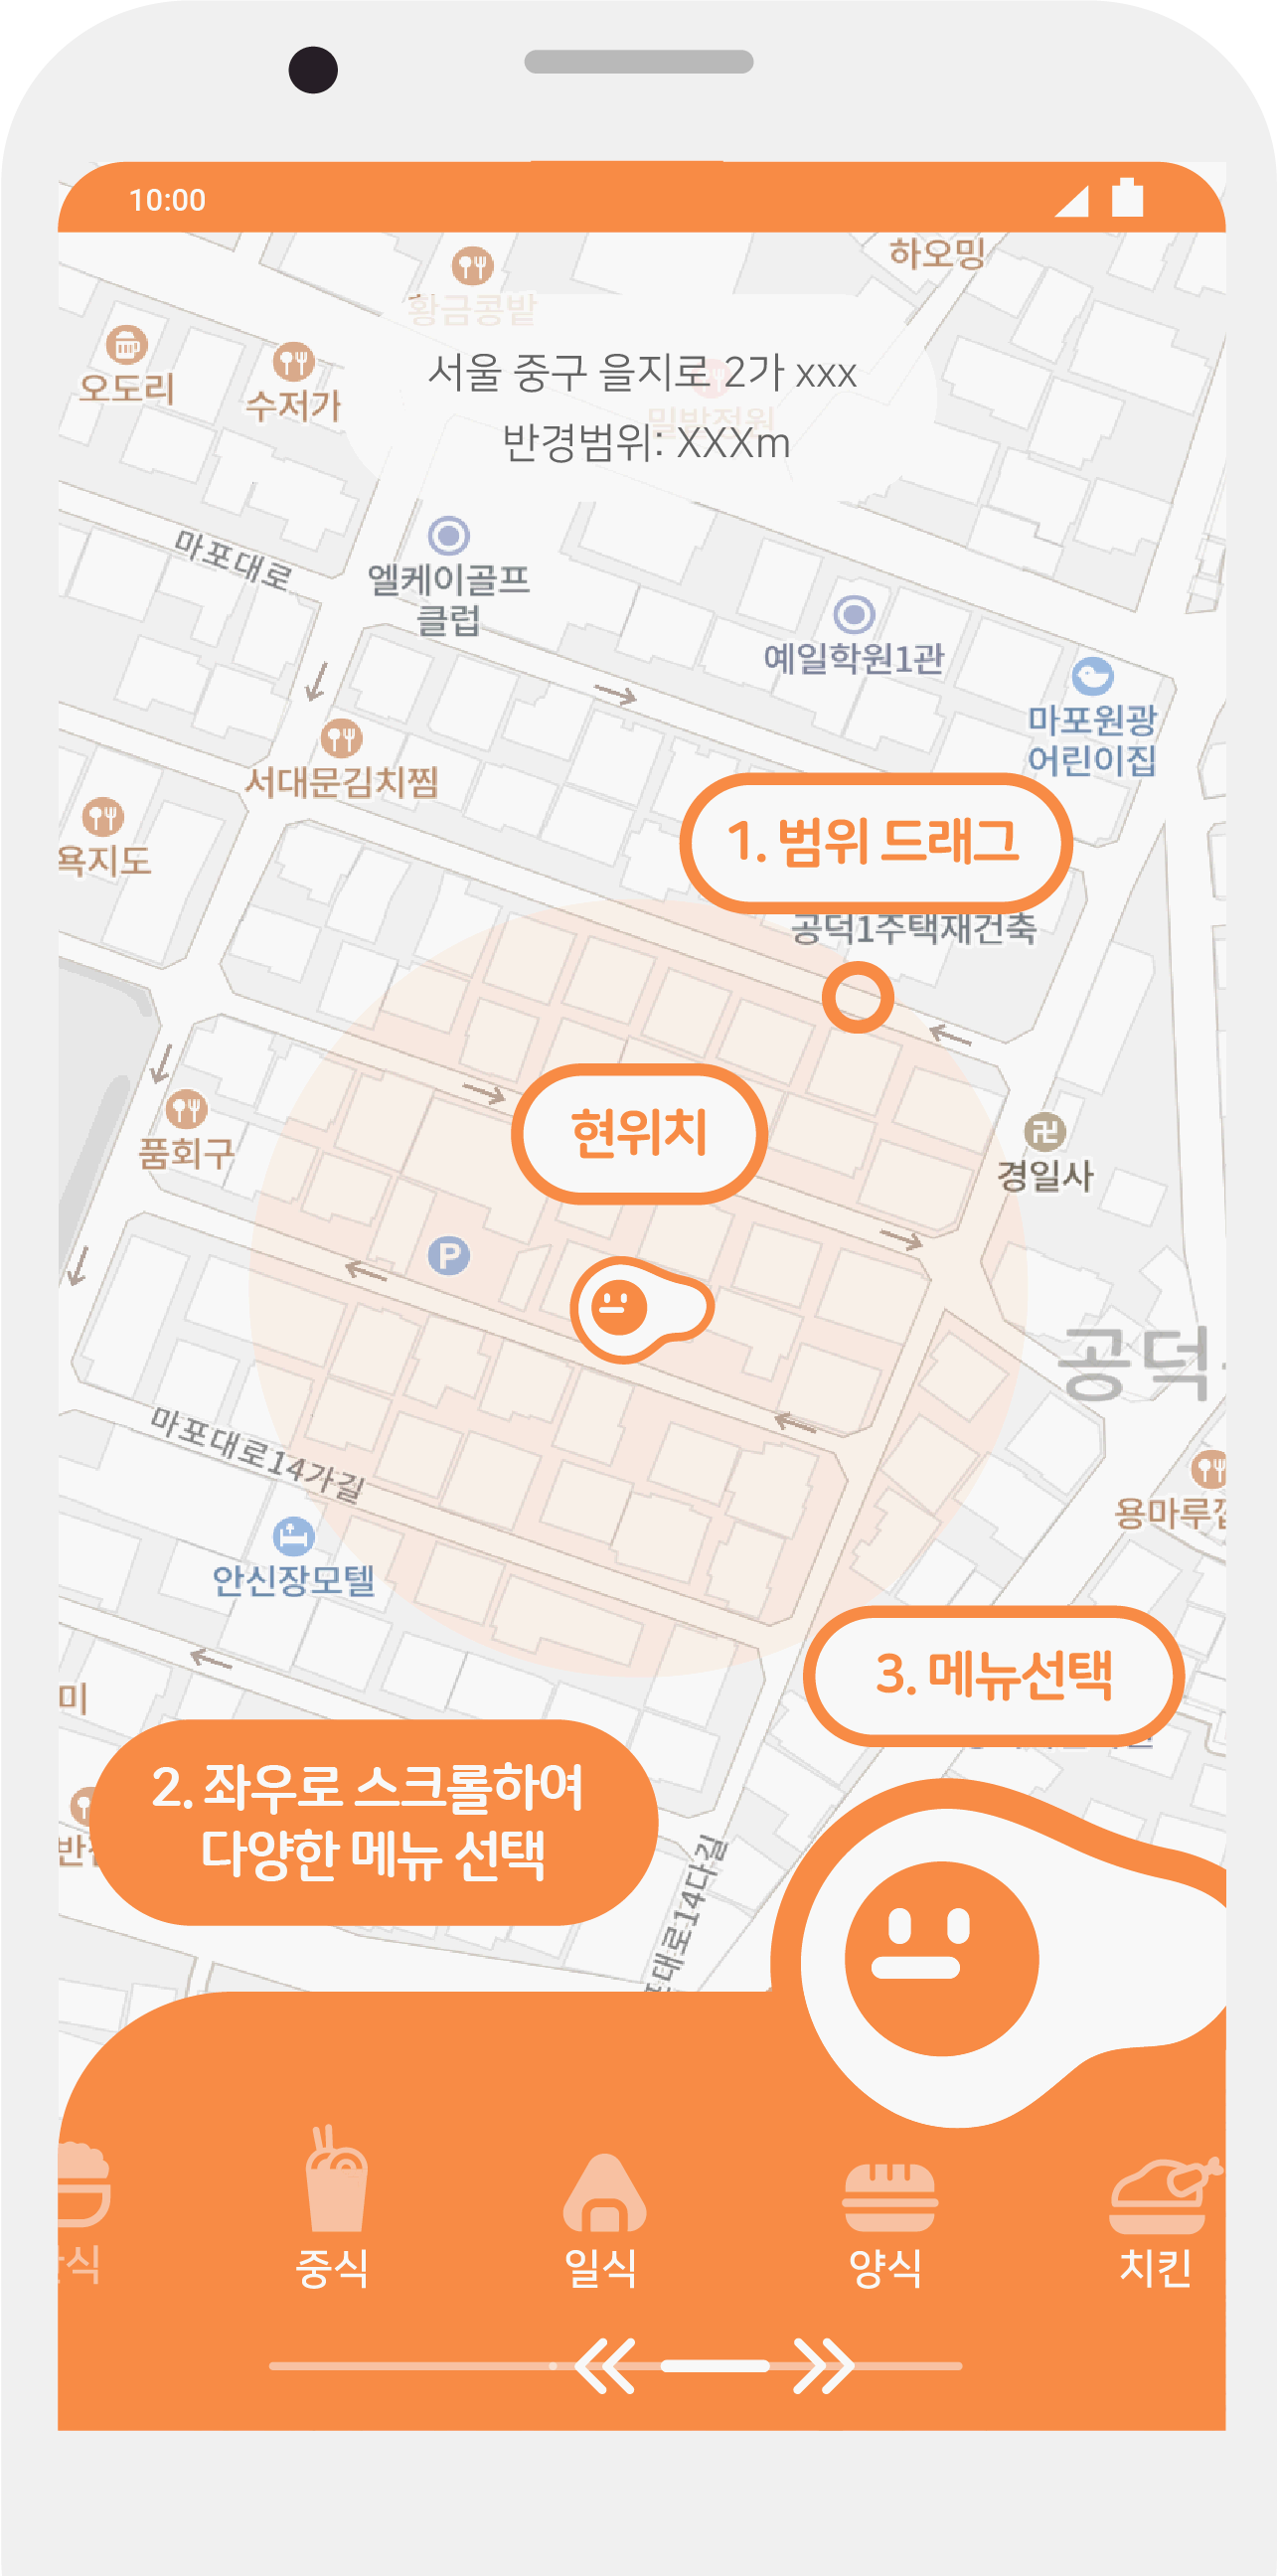 10:00
하오밍
황금콩밭
오도리
수저가
서울 중구 을지로 2가 xxx
밀밭정원
반경범위: XXXm
마포대로
엘케이골프
클럽
예일학원1관
마포원광
어린이집
서대문김치찜
욕지도
1. 범위 드래그
공덕1주택재건축
현위치
품회구
경일사
P
공덕
마포대로14가길
용마루
안신장모텔
3. 메뉴선택
미
2. 좌우로 스크롤하여
다양한 메뉴 선택
대로14다길
식
중식
일식
양식
치킨